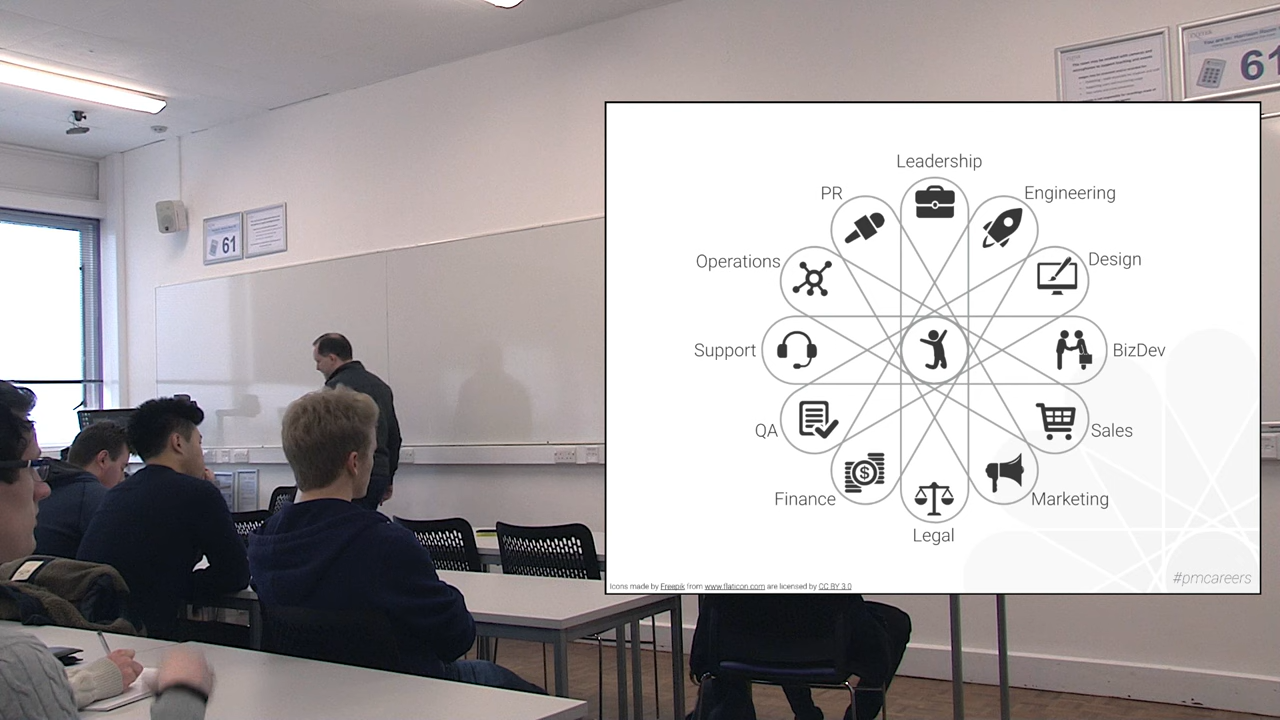 61
61
Leadership
PR
Engineering
Operations
Design
Support
BizDev
QA
Sales
Finance
Marketing
Legal
Icons made by Freepik from www.flaticon.com are licensed by CC BY 3.0
#pmcareers